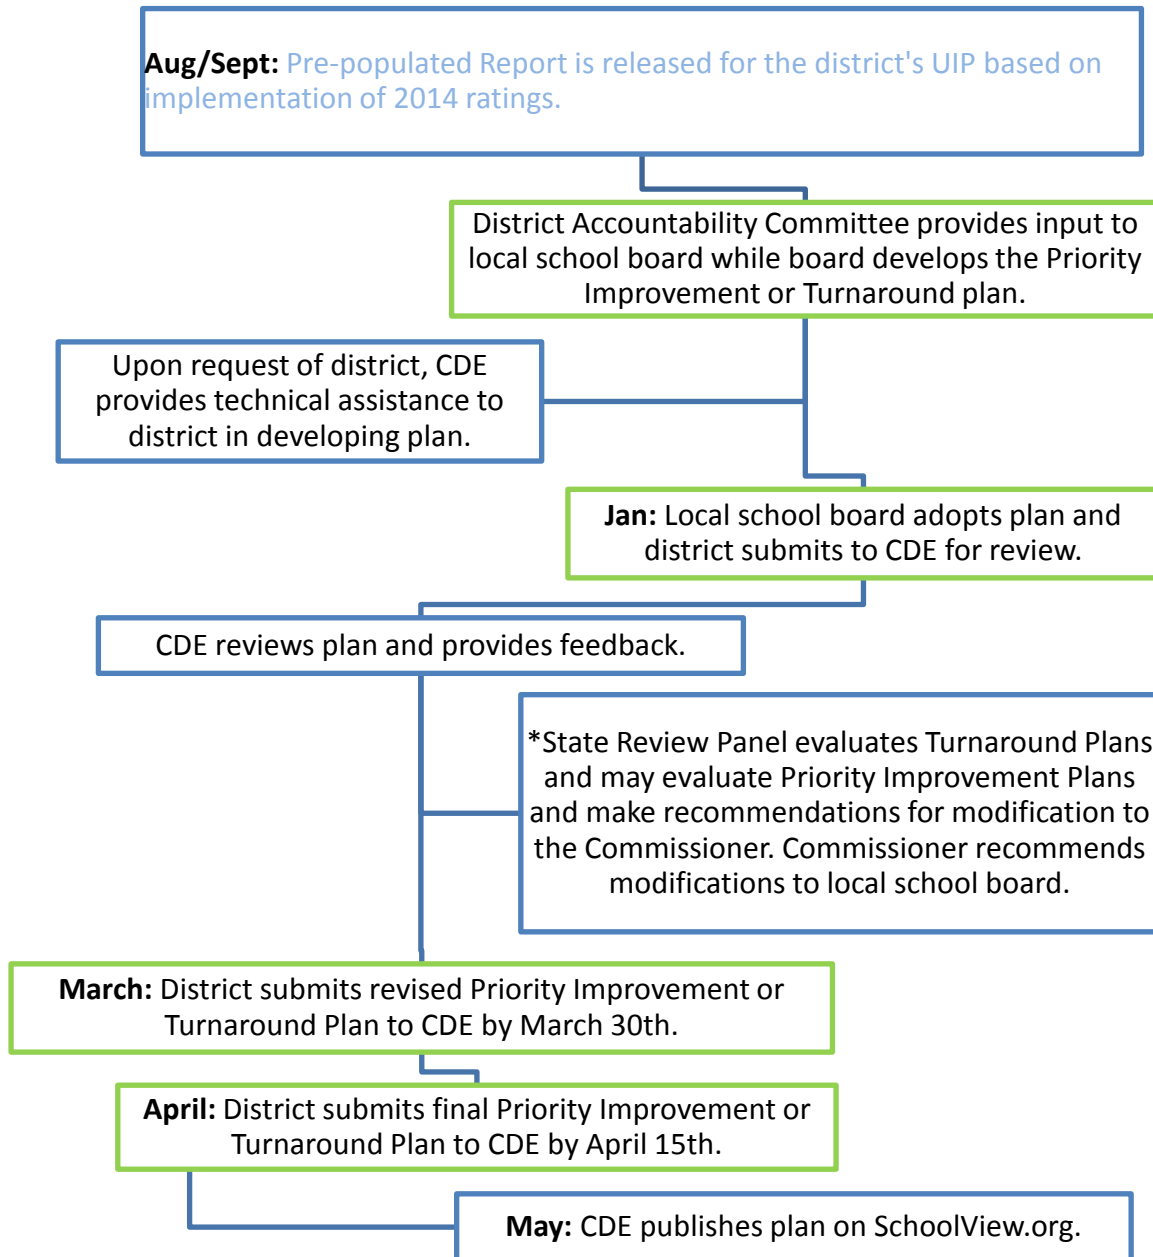 Aug/Sept: Pre-populated Report is released for the district's UIP based on
implementation of 2014 ratings.
District Accountability Committee provides input to
local school board while board develops the Priority
Improvement or Turnaround plan.
Upon request of district, CDE
provides technical assistance to
district in developing plan.
Jan: Local school board adopts plan and
district submits to CDE for review.
CDE reviews plan and provides feedback.
*State Review Panel evaluates Turnaround Plans
and may evaluate Priority Improvement Plans
and make recommendations for modification to
the Commissioner. Commissioner recommends
modifications to local school board.
March: District submits revised Priority Improvement or
Turnaround Plan to CDE by March 30th.
April: District submits final Priority Improvement or
Turnaround Plan to CDE by April 15th.
May: CDE publishes plan on SchoolView.org.